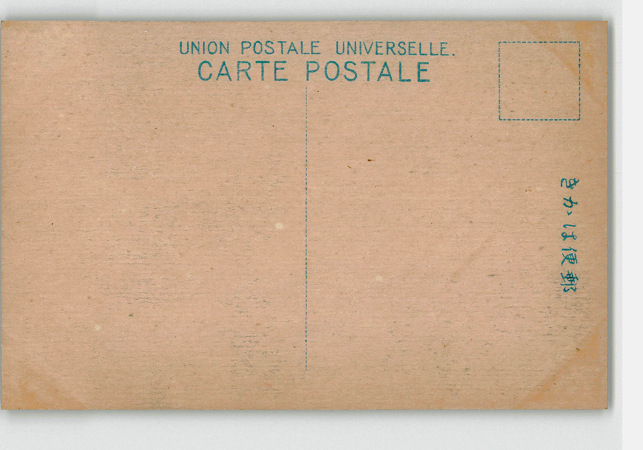 UNION POSTALE UNIVERSELLE.
CARTE POSTALE
郵便はかき